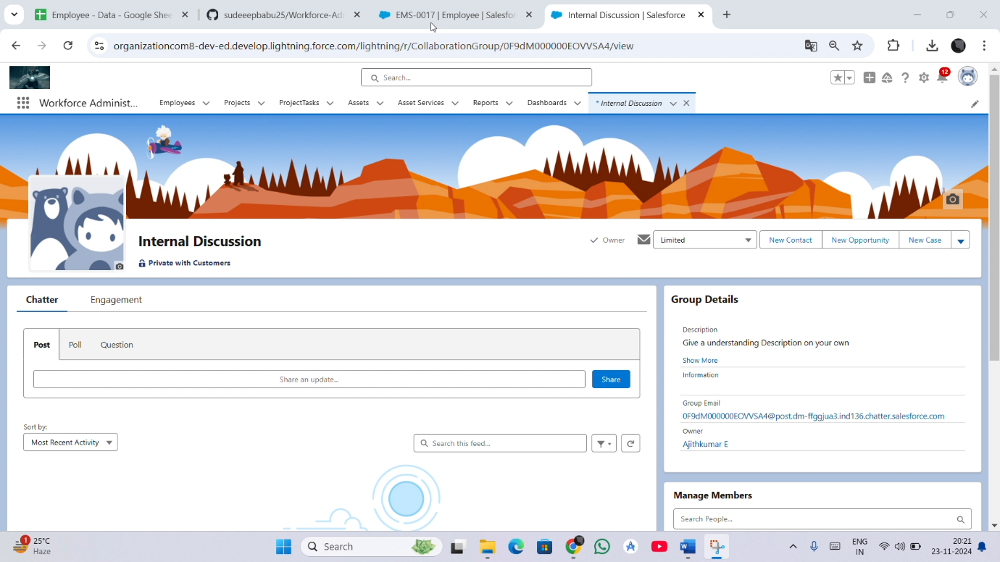 Employee - Data - Google Shee
sudeeepbabu25/Workforce-Ad
EMS-0017 | Employee | Salesfor
Internal Discussion | Salesforce
organizationcom8-dev-ed.develop.lightning.force.com/lightning/r/CollaborationGroup/0F9dM000000EOVVSA4/view
Search...
12
Workforce Administ...
Employees
Projects
ProjectTasks
Assets
Asset Services
Reports
Dashboards
* Internal Discussion
Internal Discussion
Private with Customers
Owner
Limited
New Contact
New Opportunity
New Case
Chatter
Engagement
Post
Poll
Question
Share an update...
Share
Sort by:
Most Recent Activity
Search this feed...
Group Details
Description
Give a understanding Description on your own
Show More
Information
Group Email
0F9dM000000EOVVSA4@post.dm-ffggjua3.ind136.chatter.salesforce.com
Owner
Ajithkumar E
Manage Members
Search People...
1
25°C
Haze
Search
ENG
IN
20:21
23-11-2024